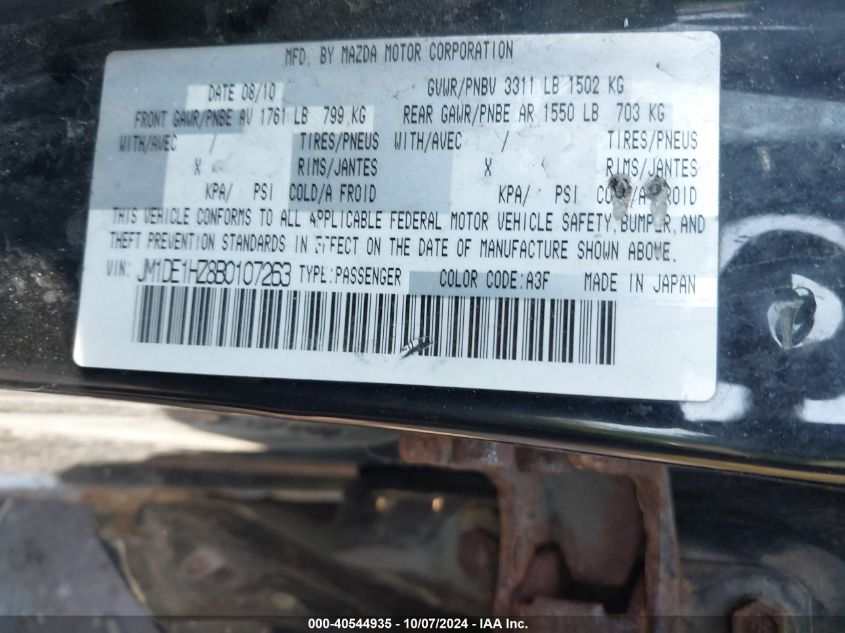 MFD. BY MAZDA MOTOR CORPORATION
DATE 08/10 GVWR/PNBV 3311 LB 1502 KG
FRONT GAWR/PNBE AV 1761 LB 799 KG REAR GAWR/PNBE AR 1550 LB 703 KG
WITH/AVEC / TIRES/PNEUS WITH/AVEC / TIRES/PNEUS
X RIMS/JANTES X RIMS/JANTES
KPA/ PSI COLD/A FROID KPA/ PSI COLD/A FROID
THIS VEHICLE CONFORMS TO ALL APPLICABLE FEDERAL MOTOR VEHICLE SAFETY, BUMPER, AND
THEFT PREVENTION STANDARDS IN EFFECT ON THE DATE OF MANUFACTURE SHOWN ABOVE.
VIN: JM1DE1HZ8B0107263 TYPE:PASSENGER COLOR CODE:A3F MADE IN JAPAN
000-40544935 - 10/07/2024 - IAA Inc.